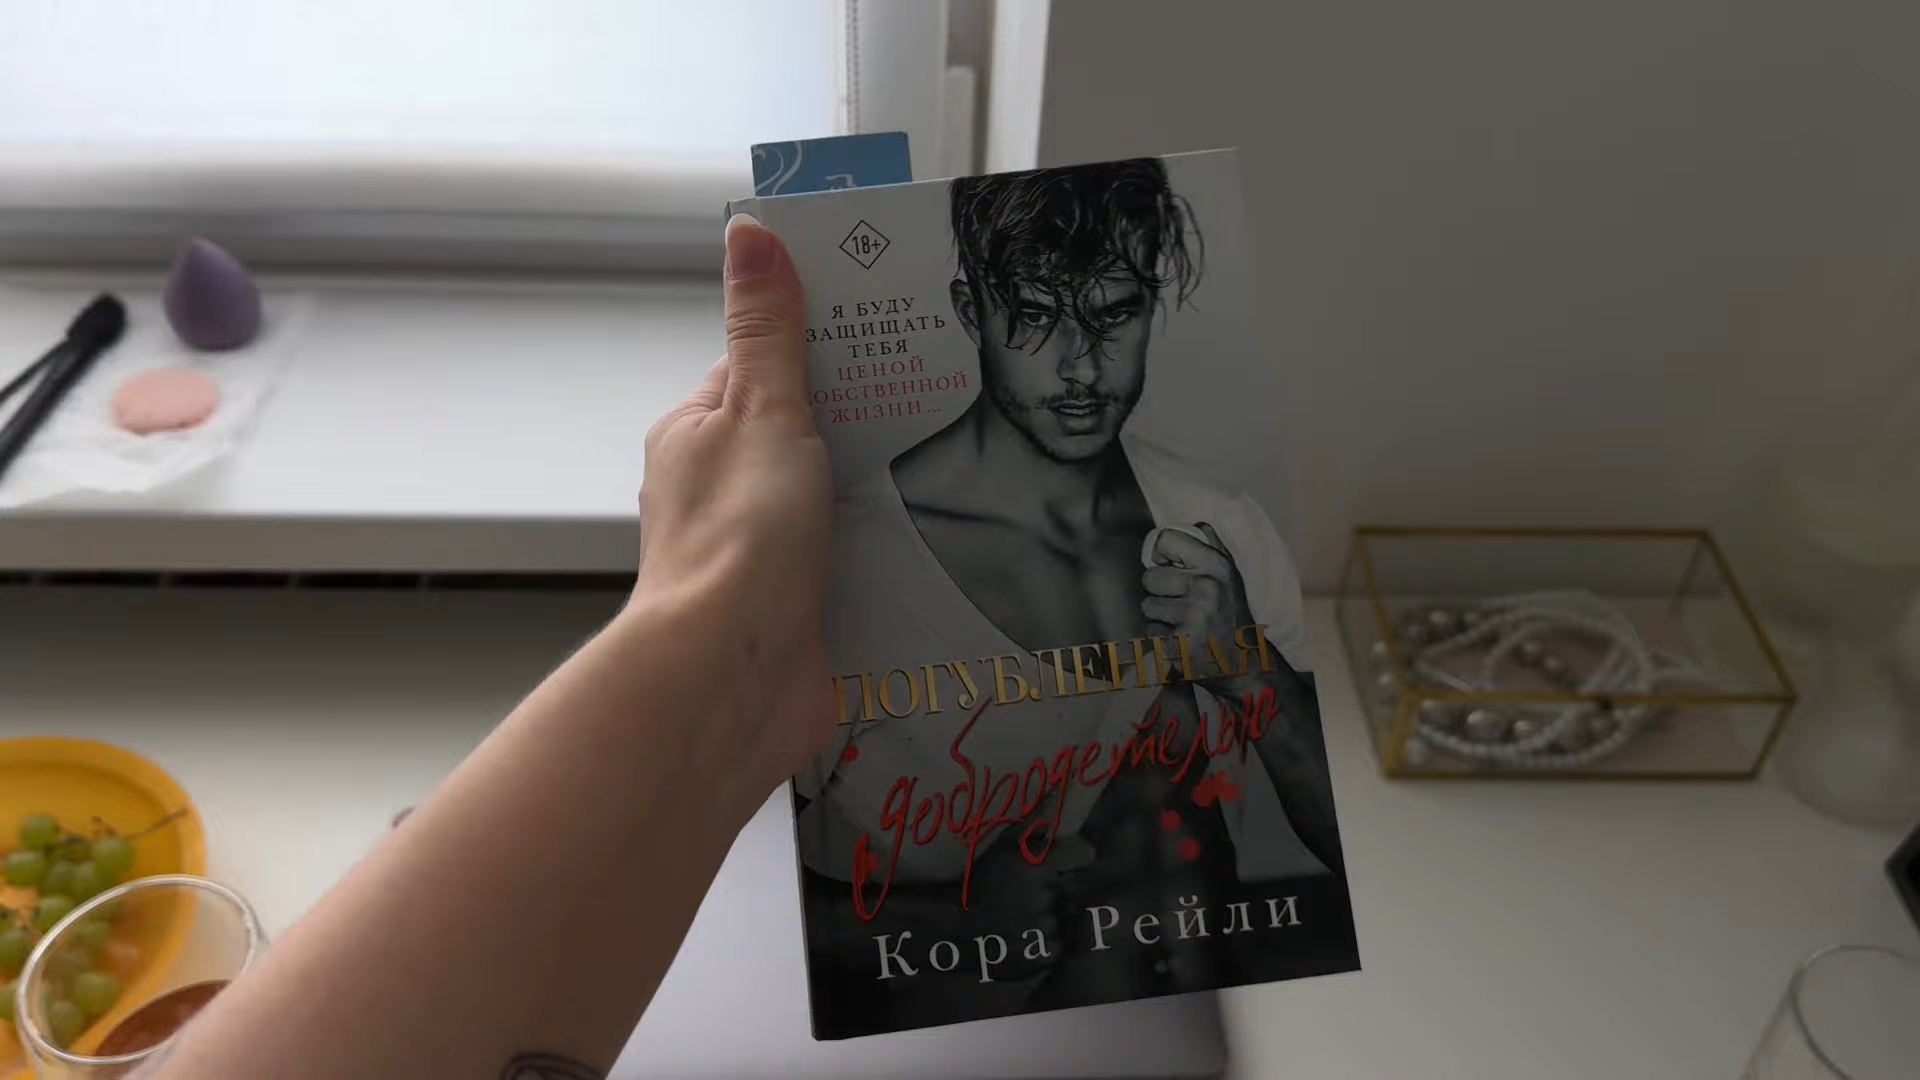 18+
Я БУДУ
ЗАЩИЩАТЬ
ТЕБЯ
ЦЕНОЙ
СОБСТВЕННОЙ
ЖИЗНИ...
ПОГУБЛЕННАЯ
добродетелью
Кора Рейли